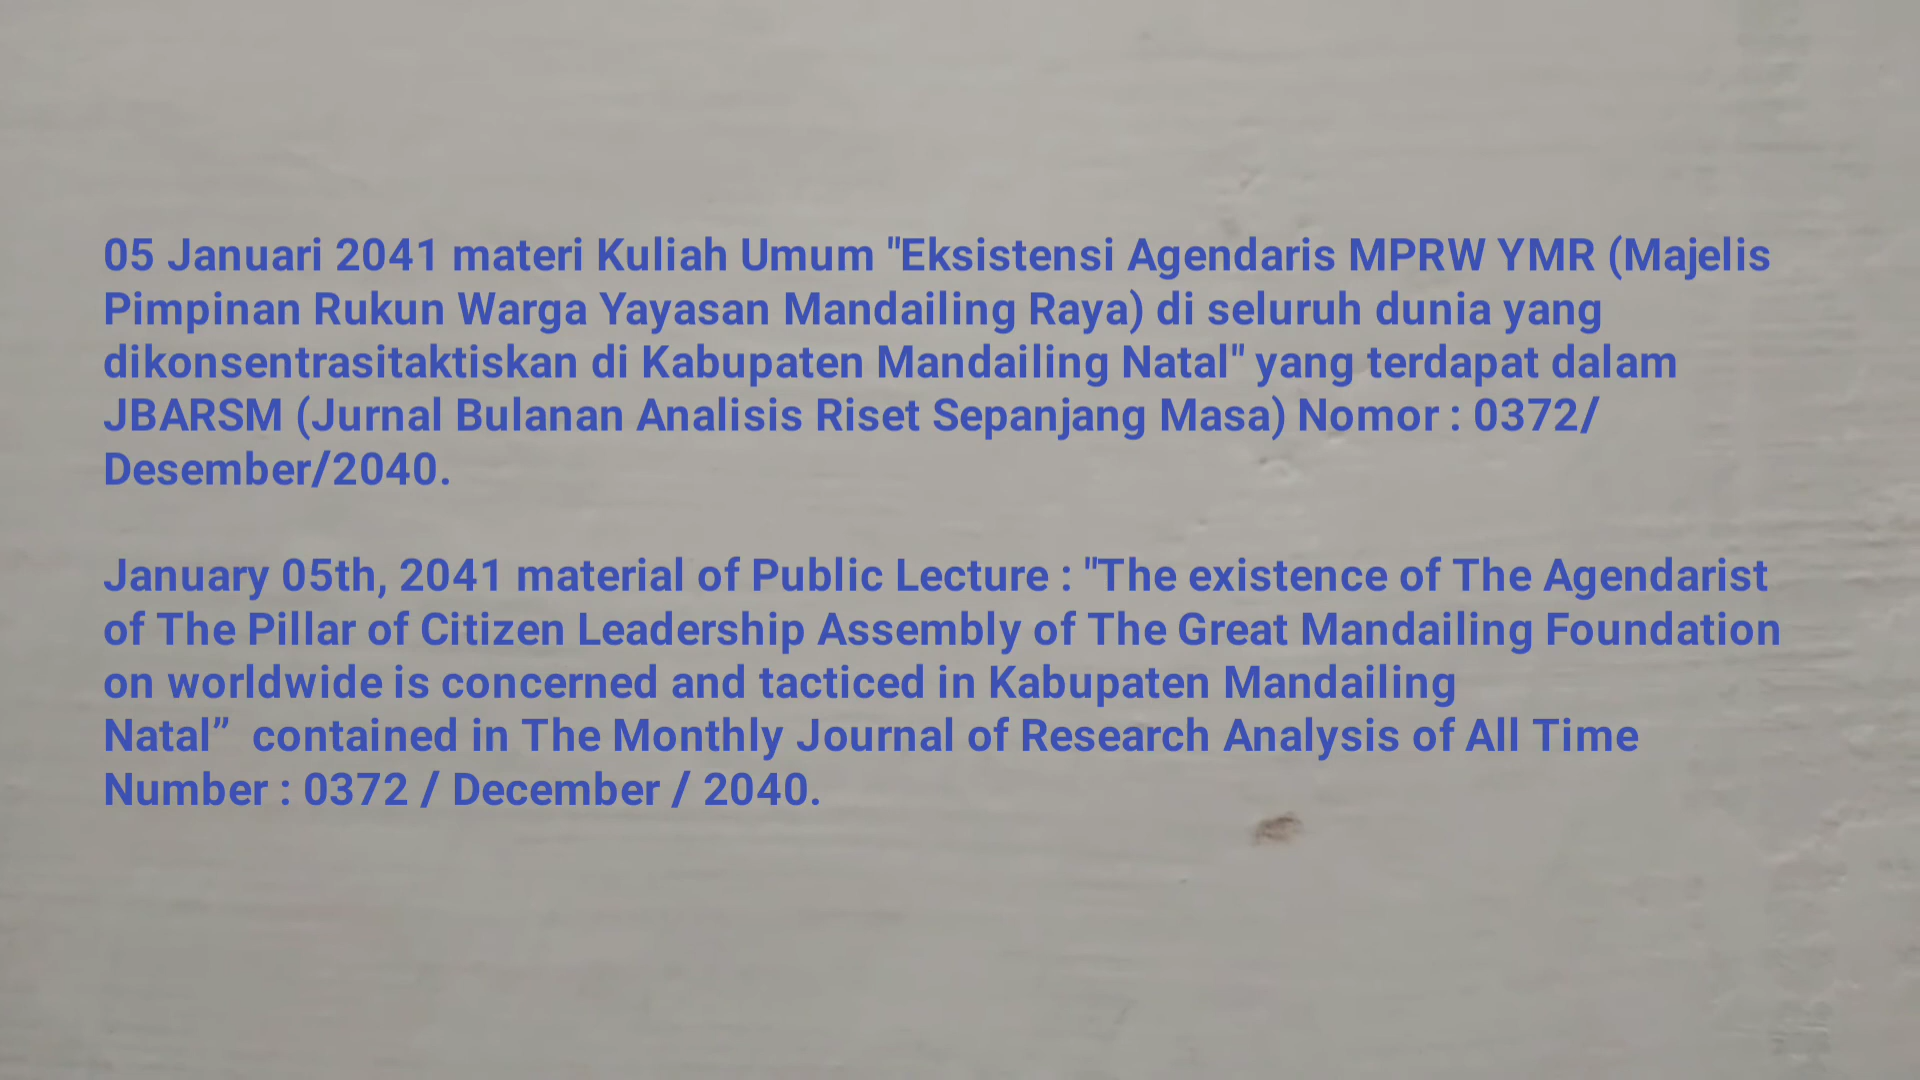 05 Januari 2041 materi Kuliah Umum "Eksistensi Agendaris MPRW YMR (Majelis
Pimpinan Rukun Warga Yayasan Mandailing Raya) di seluruh dunia yang
dikonsentrasitaktiskan di Kabupaten Mandailing Natal" yang terdapat dalam
JBARSM (Jurnal Bulanan Analisis Riset Sepanjang Masa) Nomor : 0372/
Desember/2040.
January 05th, 2041 material of Public Lecture : "The existence of The Agendarist
of The Pillar of Citizen Leadership Assembly of The Great Mandailing Foundation
on worldwide is concerned and tacticed in Kabupaten Mandailing
Natal”  contained in The Monthly Journal of Research Analysis of All Time
Number : 0372 / December / 2040.